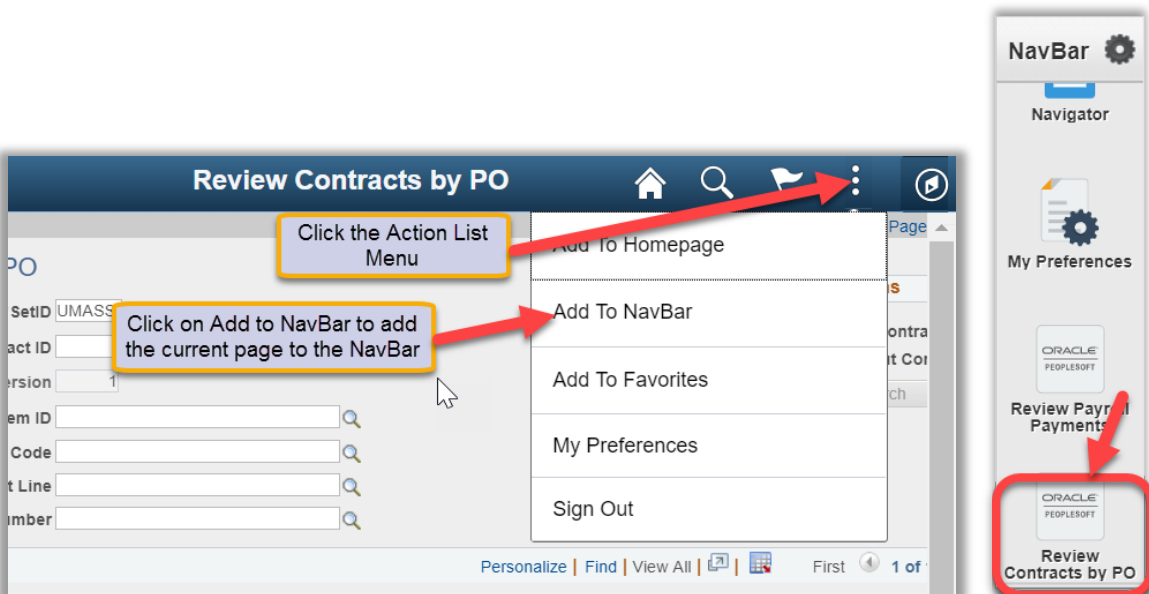 Review Contracts by PO
Click the Action List
Menu
Add To Homepage
Page
PO
SetID UMASS
Click on Add to NavBar to add
the current page to the NavBar
Add To NavBar
act ID
ersion 1
em ID
Add To Favorites
Code
My Preferences
t Line
umber
Sign Out
Personalize | Find | View All | | First 1 of
NavBar
Navigator
My Preferences
ORACLE
PEOPLESOFT
Review Payroll
Payments
ORACLE
PEOPLESOFT
Review
Contracts by PO